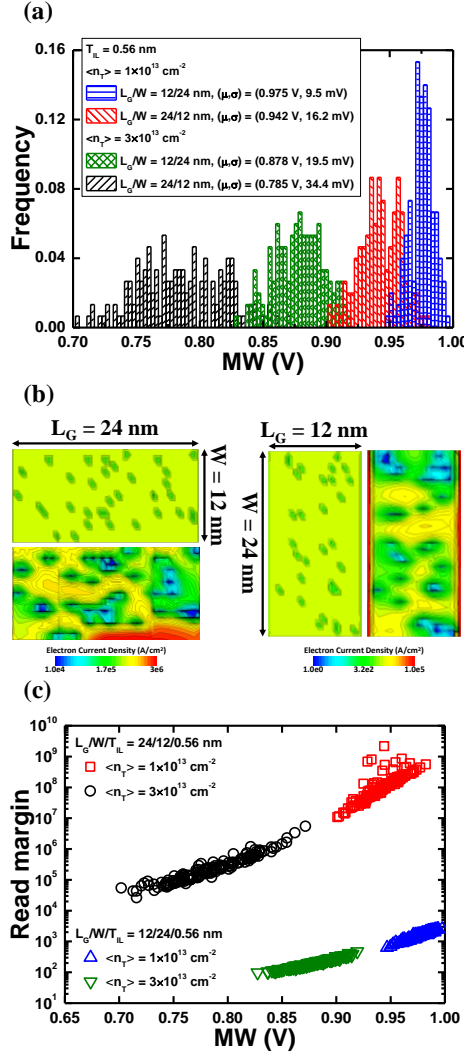 (a)
0.16
0.12
0.08
0.04
0.00
Frequency
T_IL = 0.56 nm
<n_T> = 1×10^13 cm^-2
L_G/W = 12/24 nm, (μ,σ) = (0.975 V, 9.5 mV)
L_G/W = 24/12 nm, (μ,σ) = (0.942 V, 16.2 mV)
<n_T> = 3×10^13 cm^-2
L_G/W = 12/24 nm, (μ,σ) = (0.878 V, 19.5 mV)
L_G/W = 24/12 nm, (μ,σ) = (0.785 V, 34.4 mV)
0.70 0.75 0.80 0.85 0.90 0.95 1.00
MW (V)
(b)
L_G = 24 nm
W = 12 nm
Electron Current Density (A/cm²)
1.0e4 1.7e5 3e6
L_G = 12 nm
W = 24 nm
Electron Current Density (A/cm²)
1.0e0 3.2e2 1.0e5
(c)
10^10
10^9
10^8
10^7
10^6
10^5
10^4
10^3
10^2
10^1
Read margin
L_G/W/T_IL = 24/12/0.56 nm
<n_T> = 1×10^13 cm^-2
<n_T> = 3×10^13 cm^-2
L_G/W/T_IL = 12/24/0.56 nm
<n_T> = 1×10^13 cm^-2
<n_T> = 3×10^13 cm^-2
0.65 0.70 0.75 0.80 0.85 0.90 0.95 1.00
MW (V)